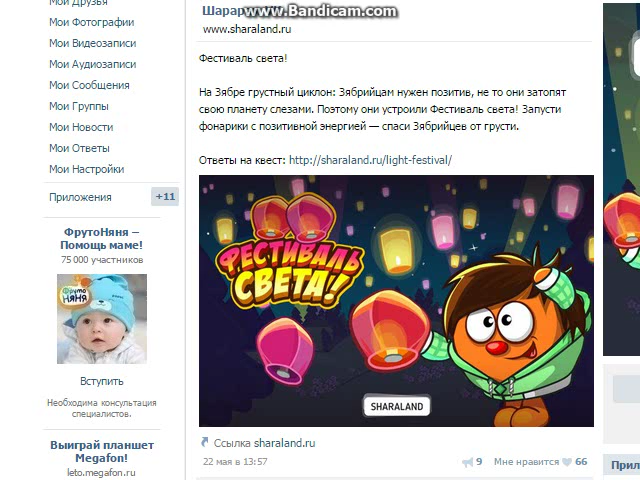 Мои Друзья
Мои Фотографии
Мои Видеозаписи
Мои Аудиозаписи
Мои Сообщения
Мои Группы
Мои Новости
Мои Ответы
Мои Настройки
Приложения +11
ФрутоНяня –
Помощь маме!
75 000 участников
Фруто
няня
Вступить
Необходима консультация
специалистов.
Выиграй планшет
Megafon!
leto.megafon.ru
www.Bandicam.com
www.sharaland.ru
Фестиваль света!
На Зябре грустный циклон: Зябрийцам нужен позитив, не то они затопят
свою планету слезами. Поэтому они устроили Фестиваль света! Запусти
фонарики с позитивной энергией — спаси Зябрийцев от грусти.
Ответы на квест: http://sharaland.ru/light-festival/
ФЕСТИВАЛЬ
СВЕТА!
SHARALAND
Ссылка sharaland.ru
22 мая в 13:57
9 Мне нравится 66